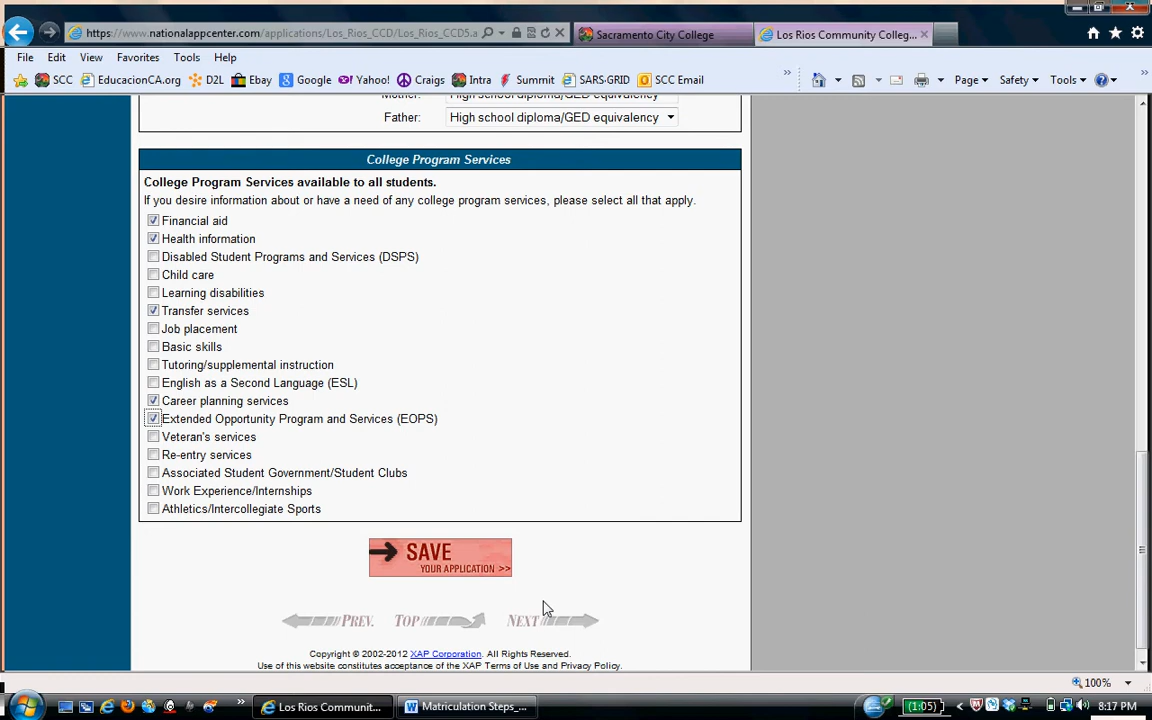 https://www.nationalappcenter.com/applications/Los_Rios_CCD/Los_Rios_CCD5.a
Sacramento City College
Los Rios Community Colleg...
File Edit View Favorites Tools Help
SCC EducacionCA.org D2L Ebay Google Yahoo! Craigs Intra Summit SARS·GRID SCC Email
Page Safety Tools
Mother: High school diploma/GED equivalency
Father: High school diploma/GED equivalency
College Program Services
College Program Services available to all students.
If you desire information about or have a need of any college program services, please select all that apply.
Financial aid
Health information
Disabled Student Programs and Services (DSPS)
Child care
Learning disabilities
Transfer services
Job placement
Basic skills
Tutoring/supplemental instruction
English as a Second Language (ESL)
Career planning services
Extended Opportunity Program and Services (EOPS)
Veteran's services
Re-entry services
Associated Student Government/Student Clubs
Work Experience/Internships
Athletics/Intercollegiate Sports
SAVE
YOUR APPLICATION >>
PREV. TOP NEXT
Copyright © 2002-2012 XAP Corporation. All Rights Reserved.
Use of this website constitutes acceptance of the XAP Terms of Use and Privacy Policy.
100%
Los Rios Communit...
Matriculation Steps_...
(1:05)
8:17 PM